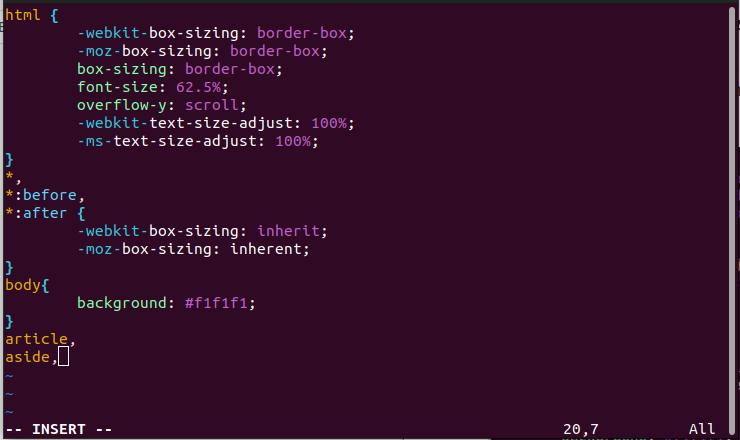 html {
        -webkit-box-sizing: border-box;
        -moz-box-sizing: border-box;
        box-sizing: border-box;
        font-size: 62.5%;
        overflow-y: scroll;
        -webkit-text-size-adjust: 100%;
        -ms-text-size-adjust: 100%;
}
*,
*:before,
*:after {
        -webkit-box-sizing: inherit;
        -moz-box-sizing: inherent;
}
body{
        background: #f1f1f1;
}
article,
aside,
~
~
~
-- INSERT -- 20,7 All